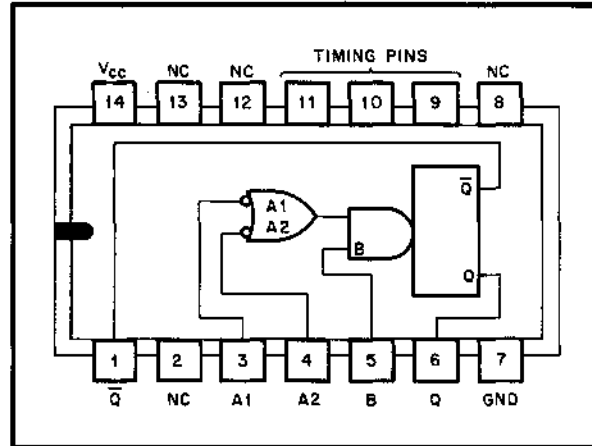 TIMING PINS
VCC NC NC NC
14 13 12 11 10 9 8
Q̅
A1
A2
B
Q
1 2 3 4 5 6 7
Q̅ NC A1 A2 B Q GND